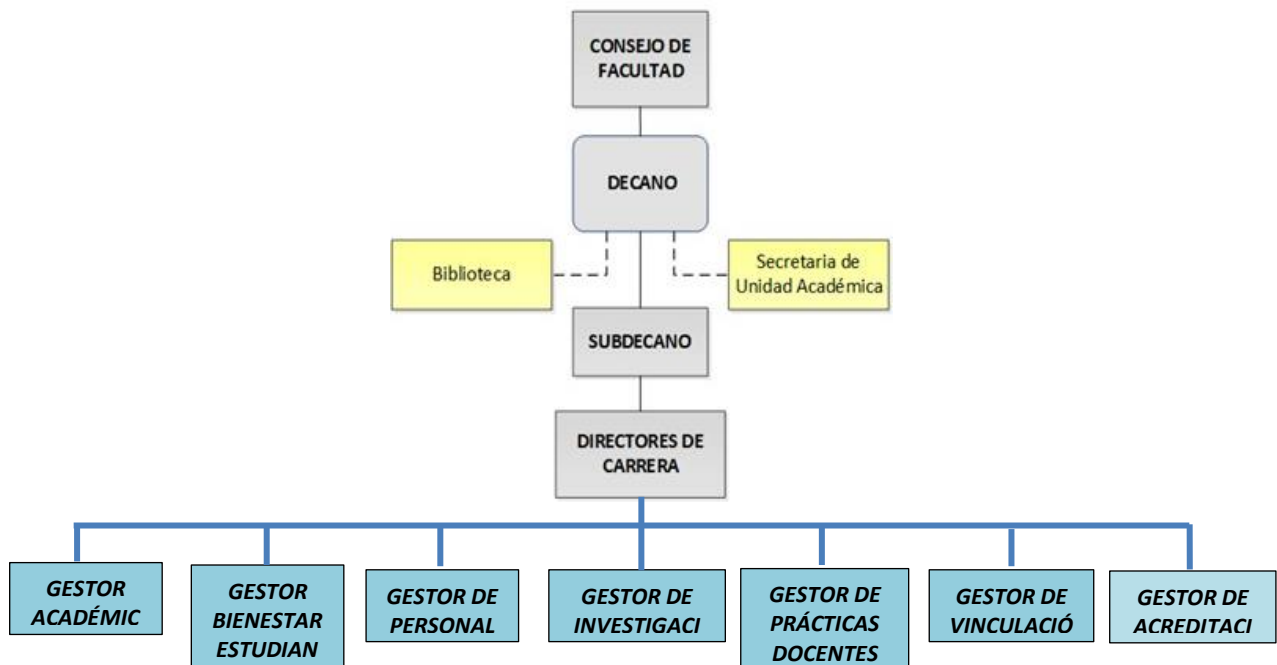 CONSEJO DE
FACULTAD
DECANO
Biblioteca
Secretaria de
Unidad Académica
SUBDECANO
DIRECTORES DE
CARRERA
GESTOR
ACADÉMIC
GESTOR
BIENESTAR
ESTUDIAN
GESTOR DE
PERSONAL
GESTOR DE
INVESTIGACI
GESTOR DE
PRÁCTICAS
DOCENTES
GESTOR DE
VINCULACIÓ
GESTOR DE
ACREDITACI